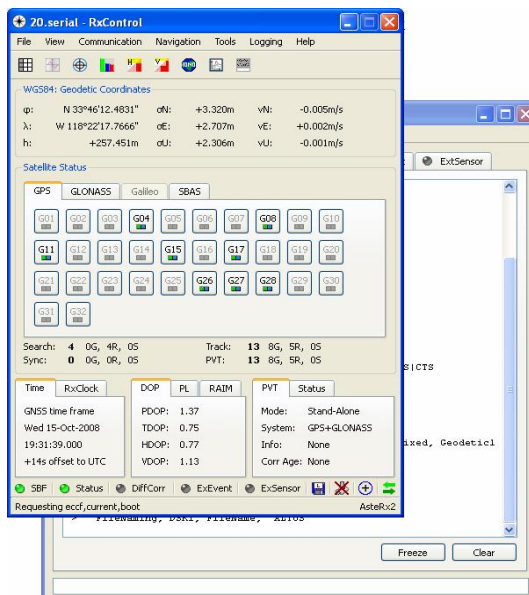 20.serial - RxControl
File View Communication Navigation Tools Logging Help
WGS84: Geodetic Coordinates
φ: N 33°46'12.4831" σN: +3.320m vN: -0.005m/s
λ: W 118°22'17.7666" σE: +2.707m vE: +0.002m/s
h: +257.451m σU: +2.306m vU: -0.001m/s
Satellite Status
GPS GLONASS Galileo SBAS
G01 G02 G03 G04 G05 G06 G07 G08 G09 G10
G11 G12 G13 G14 G15 G16 G17 G18 G19 G20
G21 G22 G23 G24 G25 G26 G27 G28 G29 G30
G31 G32
Search: 4 0G, 4R, 0S Track: 13 8G, 5R, 0S
Sync: 0 0G, 0R, 0S PVT: 13 8G, 5R, 0S
Time RxClock DOP PL RAIM PVT Status
GNSS time frame PDOP: 1.37 Mode: Stand-Alone
Wed 15-Oct-2008 TDOP: 0.75 System: GPS+GLONASS
19:31:39.000 HDOP: 0.77 Info: None
+14s offset to UTC VDOP: 1.13 Corr Age: None
SBF Status DiffCorr ExEvent ExSensor
Requesting eccf,current,boot AsteRx2
ExtSensor
S|CTS
ixed, Geodetic1
Freeze Clear